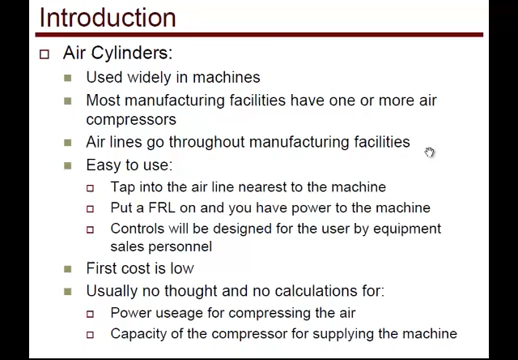 Introduction
Air Cylinders:
Used widely in machines
Most manufacturing facilities have one or more air
compressors
Air lines go throughout manufacturing facilities
Easy to use:
Tap into the air line nearest to the machine
Put a FRL on and you have power to the machine
Controls will be designed for the user by equipment
sales personnel
First cost is low
Usually no thought and no calculations for:
Power useage for compressing the air
Capacity of the compressor for supplying the machine